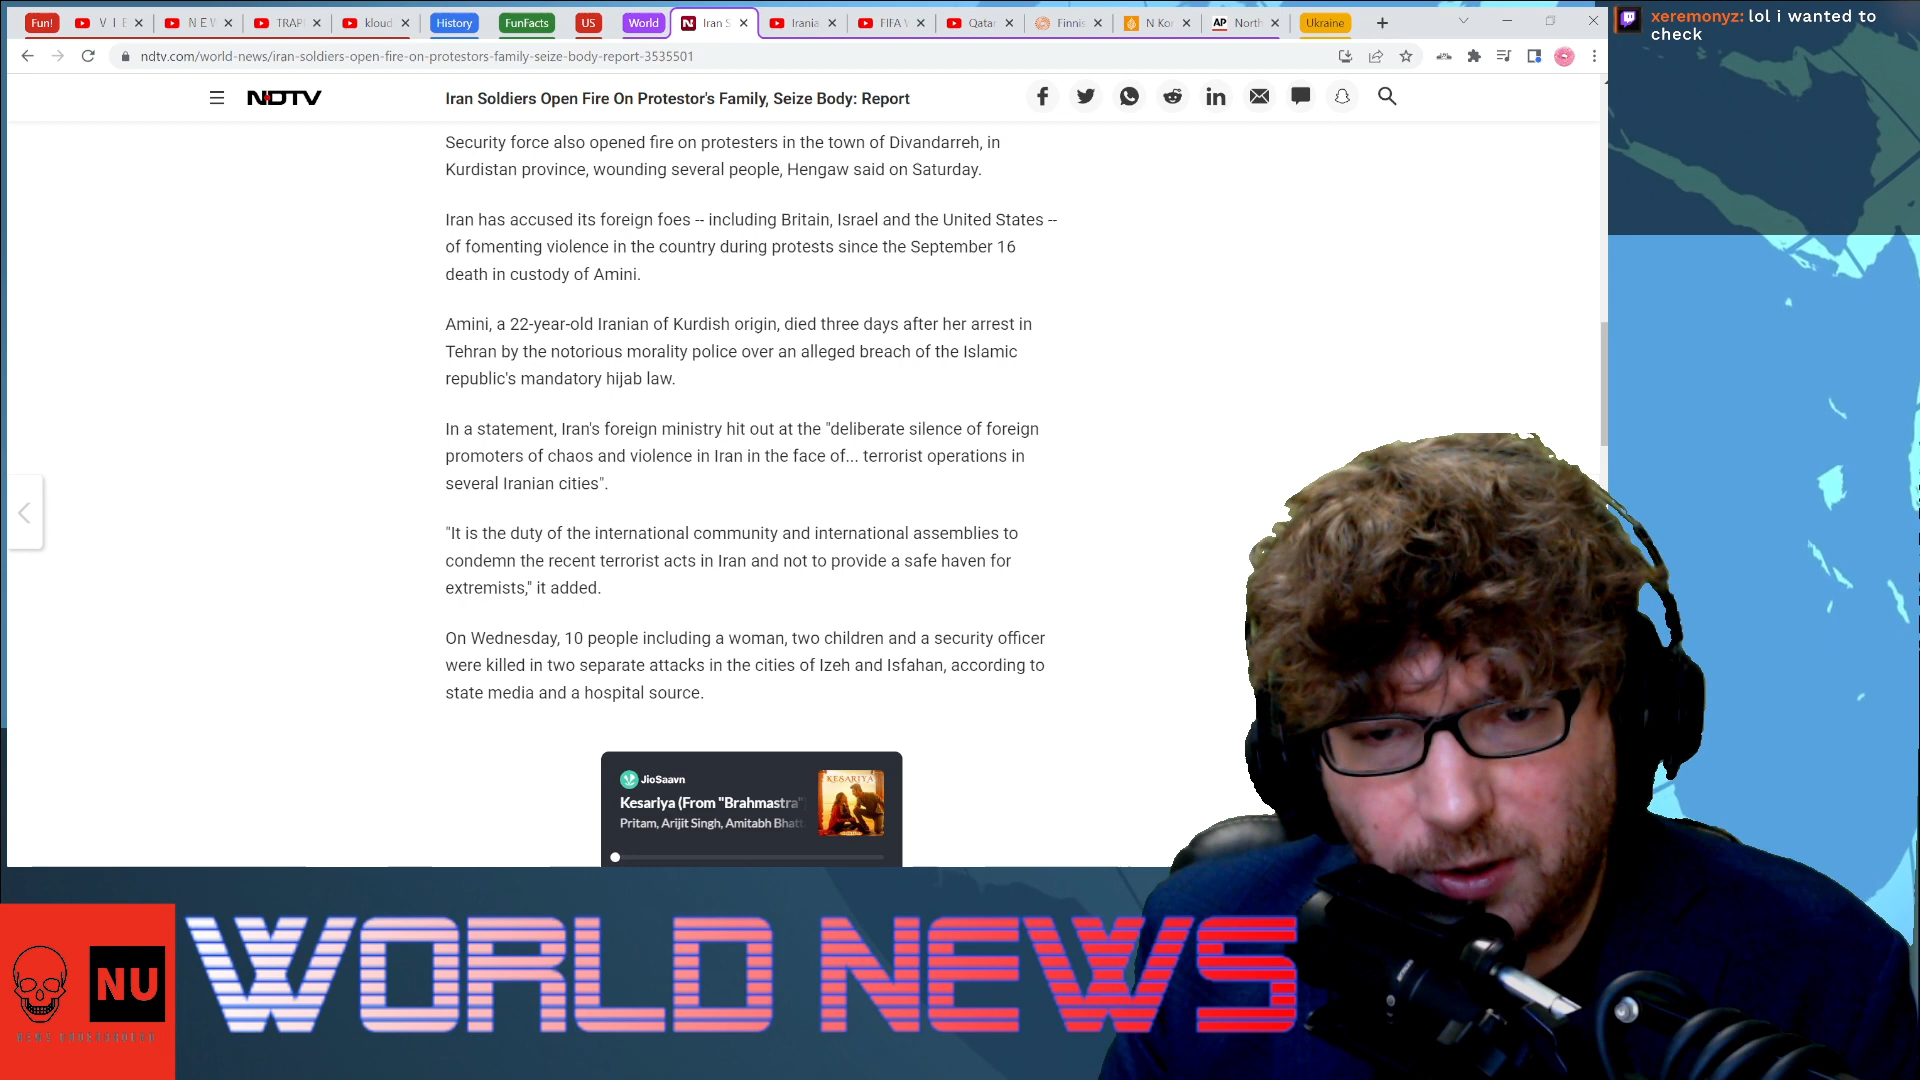 Fun!
V I E
N E W
TRAP
kloud
History
FunFacts
US
World
Iran S
Irania
FIFA
Qatar
Finnis
N Kor
AP North
Ukraine
xeremonyz: lol i wanted to
check
ndtv.com/world-news/iran-soldiers-open-fire-on-protestors-family-seize-body-report-3535501
NDTV
Iran Soldiers Open Fire On Protestor's Family, Seize Body: Report
Security force also opened fire on protesters in the town of Divandarreh, in
Kurdistan province, wounding several people, Hengaw said on Saturday.
Iran has accused its foreign foes -- including Britain, Israel and the United States --
of fomenting violence in the country during protests since the September 16
death in custody of Amini.
Amini, a 22-year-old Iranian of Kurdish origin, died three days after her arrest in
Tehran by the notorious morality police over an alleged breach of the Islamic
republic's mandatory hijab law.
In a statement, Iran's foreign ministry hit out at the "deliberate silence of foreign
promoters of chaos and violence in Iran in the face of... terrorist operations in
several Iranian cities".
"It is the duty of the international community and international assemblies to
condemn the recent terrorist acts in Iran and not to provide a safe haven for
extremists," it added.
On Wednesday, 10 people including a woman, two children and a security officer
were killed in two separate attacks in the cities of Izeh and Isfahan, according to
state media and a hospital source.
JioSaavn
KESARIYA
Kesariya (From "Brahmastra"
Pritam, Arijit Singh, Amitabh Bhatt
NU
WORLD NEWS